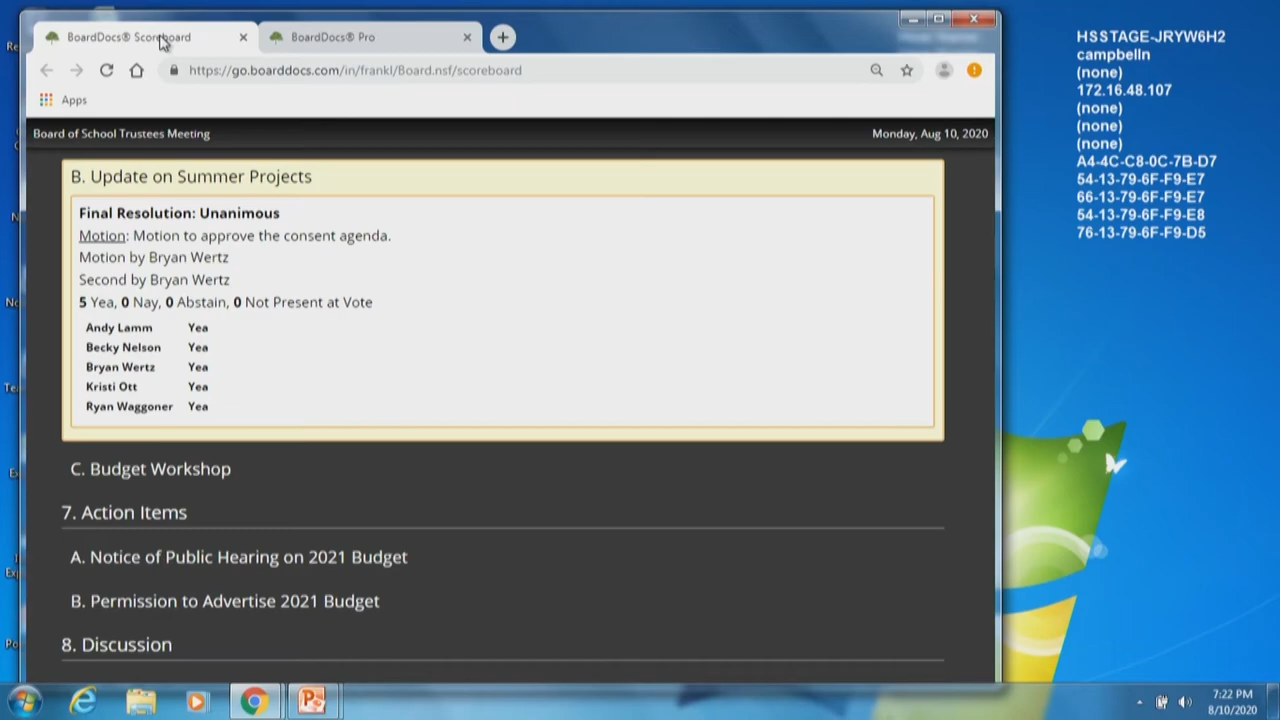 BoardDocs® Scoreboard
BoardDocs® Pro
https://go.boarddocs.com/in/frankl/Board.nsf/scoreboard
Apps
Board of School Trustees Meeting
Monday, Aug 10, 2020
B. Update on Summer Projects
Final Resolution: Unanimous
Motion: Motion to approve the consent agenda.
Motion by Bryan Wertz
Second by Bryan Wertz
5 Yea, 0 Nay, 0 Abstain, 0 Not Present at Vote
Andy Lamm Yea
Becky Nelson Yea
Bryan Wertz Yea
Kristi Ott Yea
Ryan Waggoner Yea
C. Budget Workshop
7. Action Items
A. Notice of Public Hearing on 2021 Budget
B. Permission to Advertise 2021 Budget
8. Discussion
HSSTAGE-JRYW6H2
campbelln
(none)
172.16.48.107
(none)
(none)
(none)
A4-4C-C8-0C-7B-D7
54-13-79-6F-F9-E7
66-13-79-6F-F9-E7
54-13-79-6F-F9-E8
76-13-79-6F-F9-D5
7:22 PM
8/10/2020